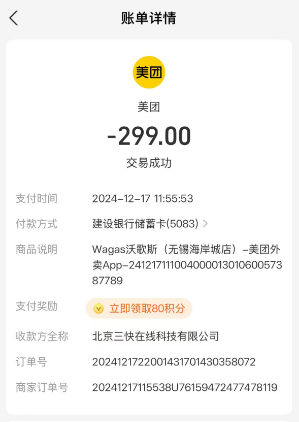 账单详情
美团
美团
-299.00
交易成功
支付时间 2024-12-17 11:55:53
付款方式 建设银行储蓄卡(5083)
商品说明 Wagas沃歌斯（无锡海岸城店）-美团外
卖App-24121711100400001301060057​3
87789
支付奖励 立即领取80积分
收款方全称 北京三快在线科技有限公司
订单号 2024121722001431701430358072
商家订单号 20241217115538U76159472477478119